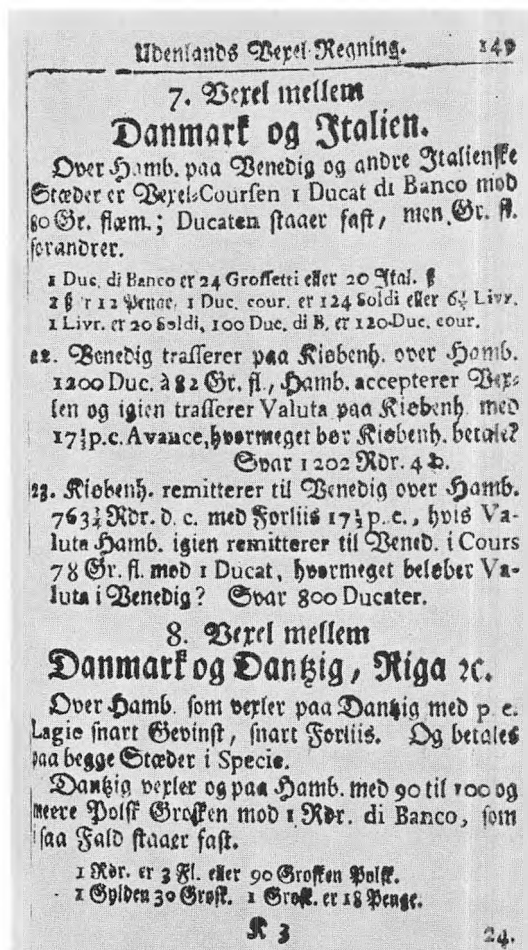 Udenlands Vexel-Regning. 149
7. Vexel mellem
Danmark og Italien.
Over Hamb. paa Venedig og andre Italienske
Stæder er Vexel-Coursen 1 Ducat di Banco mod
80 Gr. flæm.; Ducaten staaer fast, men Gr. fl.
forandrer.
1 Duc. di Banco er 24 Grossetti eller 20 Ital. ß
1 ß er 12 Penge, 1 Duc. cour. er 124 Soldi eller 6⅕ Livr.
1 Livr. er 20 Soldi, 100 Duc. di B. er 120 Duc. cour.
22. Venedig trasserer paa Kiøbenh. over Hamb.
1200 Duc. à 82 Gr. fl., Hamb. accepterer Vex-
len og igien trasserer Valuta paa Kiøbenh. med
17½ p.c. Avance, hvormeget bør Kiøbenh. betale?
Svar 1202 Rdr. 4 ß.
23. Kiøbenh. remitterer til Venedig over Hamb.
763¾ Rdr. d. c. med Forliis 17½ p. c., hvis Va-
luta Hamb. igien remitterer til Vened. i Cours
78 Gr. fl. mod 1 Ducat, hvormeget beløber Va-
luta i Venedig? Svar 800 Ducater.
8. Vexel mellem
Danmark og Dantzig, Riga ꝛc.
Over Hamb. som vexler paa Dantzig med p. c.
Lagie snart Gevinst, snart Forliis. Og betales
paa begge Stæder i Specie.
Dantzig vexler og paa Hamb. med 90 til 100 og
meere Polsk Grosken mod 1 Rdr. di Banco, som
i saa Fald staaer fast.
1 Rdr. er 3 Fl. eller 90 Grosken Polsk.
1 Gylden 30 Grosk. 1 Grosk. er 18 Penge.
K 3 24.